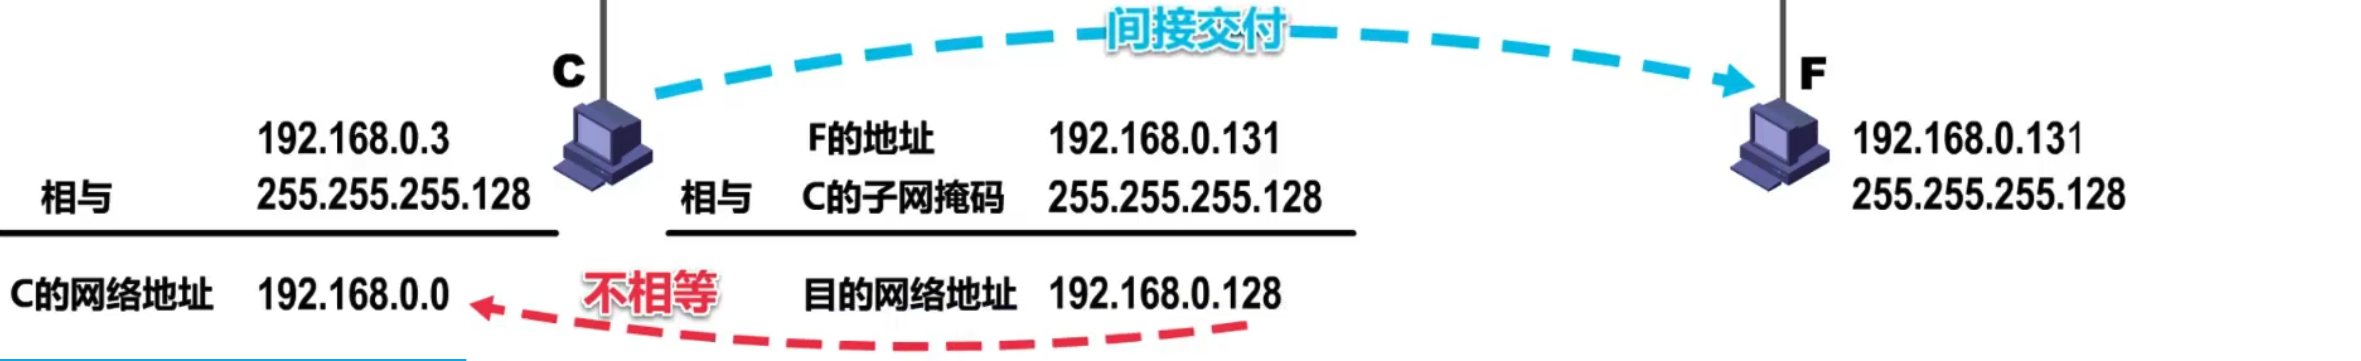 间接交付
C
F
192.168.0.3
相与 255.255.255.128
C的网络地址 192.168.0.0
F的地址 192.168.0.131
相与 C的子网掩码 255.255.255.128
不相等
目的网络地址 192.168.0.128
192.168.0.131
255.255.255.128